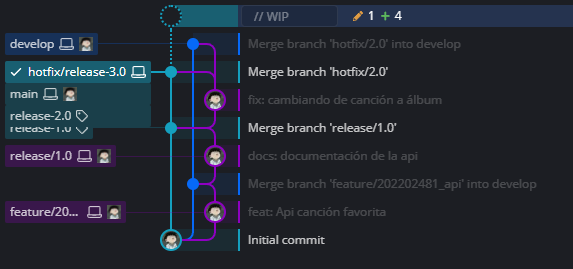 // WIP 1 + 4
develop Merge branch 'hotfix/2.0' into develop
hotfix/release-3.0 Merge branch 'hotfix/2.0'
main fix: cambiando de canción a álbum
release-2.0
release-1.0 Merge branch 'release/1.0'
release/1.0 docs: documentación de la api
Merge branch 'feature/202202481_api' into develop
feature/20... feat: Api canción favorita
Initial commit